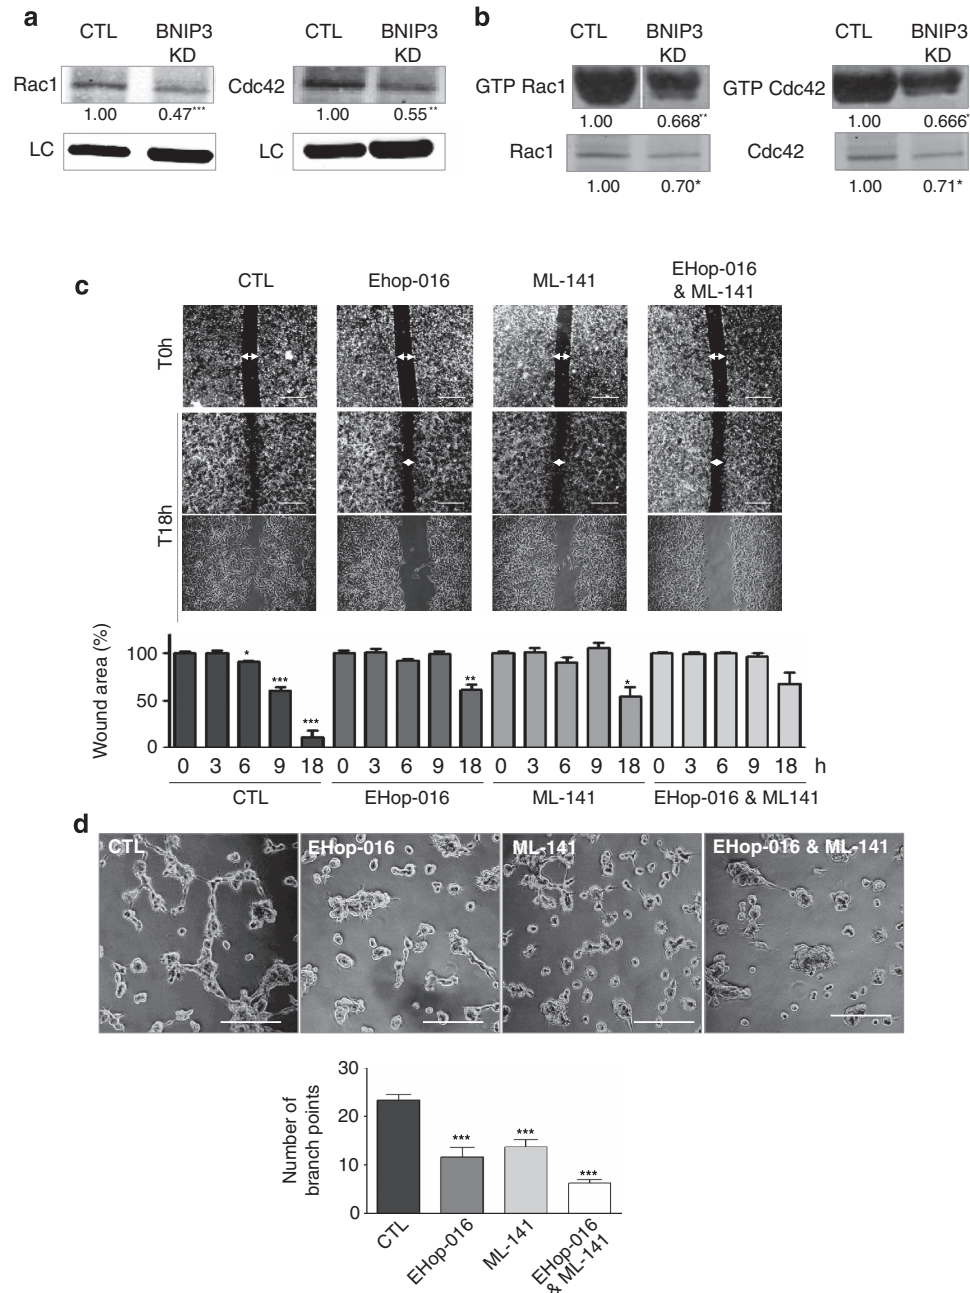 a
CTL
BNIP3
KD
Rac1
1.00
0.47***
LC
CTL
BNIP3
KD
Cdc42
1.00
0.55**
LC
b
CTL
BNIP3
KD
GTP Rac1
1.00
0.668**
Rac1
1.00
0.70*
CTL
BNIP3
KD
GTP Cdc42
1.00
0.666*
Cdc42
1.00
0.71*
c
CTL
Ehop-016
ML-141
EHop-016
& ML-141
T0h
T18h
Wound area (%)
100
50
0
*
***
***
**
*
0 3 6 9 18 0 3 6 9 18 0 3 6 9 18 0 3 6 9 18 h
CTL
EHop-016
ML-141
EHop-016 & ML141
d
CTL
EHop-016
ML-141
EHop-016 & ML-141
Number of
branch points
30
20
10
0
***
***
***
CTL
EHop-016
ML-141
EHop-016
& ML-141